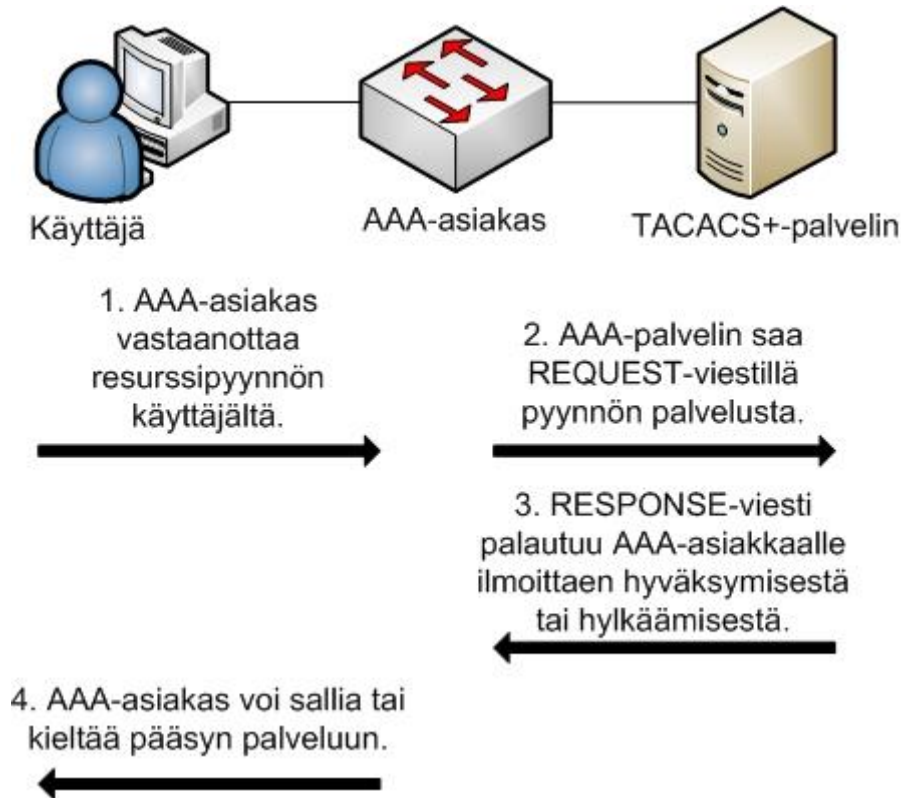 Käyttäjä
AAA-asiakas
TACACS+-palvelin
1. AAA-asiakas
vastaanottaa
resurssipyynnön
käyttäjältä.
2. AAA-palvelin saa
REQUEST-viestillä
pyynnön palvelusta.
3. RESPONSE-viesti
palautuu AAA-asiakkaalle
ilmoittaen hyväksymisestä
tai hylkäämisestä.
4. AAA-asiakas voi sallia tai
kieltää pääsyn palveluun.